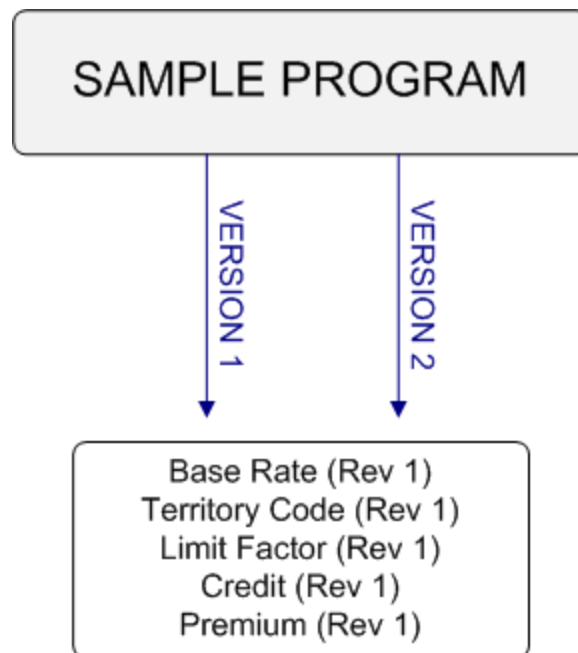 SAMPLE PROGRAM
VERSION 1
VERSION 2
Base Rate (Rev 1)
Territory Code (Rev 1)
Limit Factor (Rev 1)
Credit (Rev 1)
Premium (Rev 1)